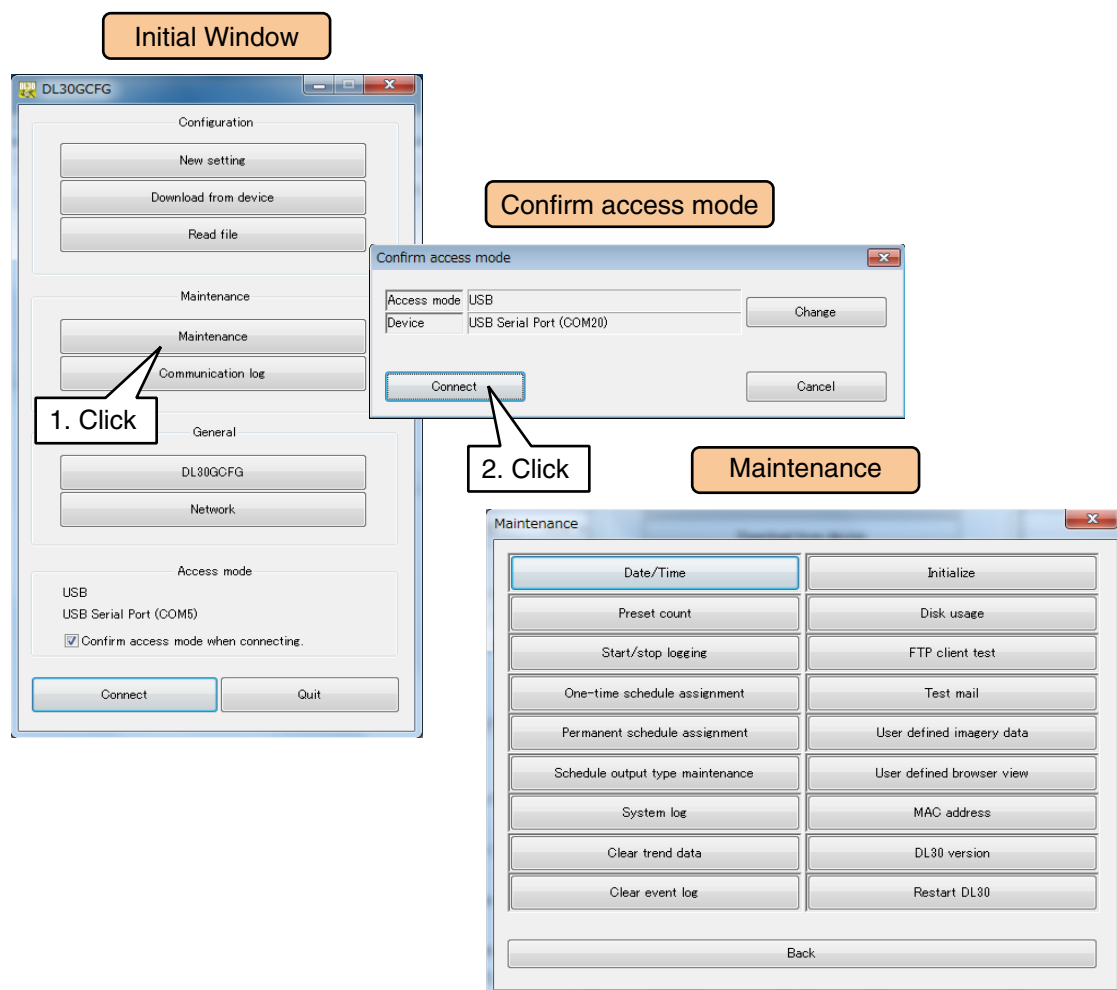 Initial Window
DL30GCFG
Configuration
New setting
Download from device
Read file
Maintenance
Maintenance
Communication log
1. Click
General
DL30GCFG
Network
Access mode
USB
USB Serial Port (COM5)
Confirm access mode when connecting.
Connect
Quit
Confirm access mode
Confirm access mode
Access mode USB
Device USB Serial Port (COM20)
Change
Connect
Cancel
2. Click
Maintenance
Maintenance
Date/Time
Initialize
Preset count
Disk usage
Start/stop logging
FTP client test
One-time schedule assignment
Test mail
Permanent schedule assignment
User defined imagery data
Schedule output type maintenance
User defined browser view
System log
MAC address
Clear trend data
DL30 version
Clear event log
Restart DL30
Back